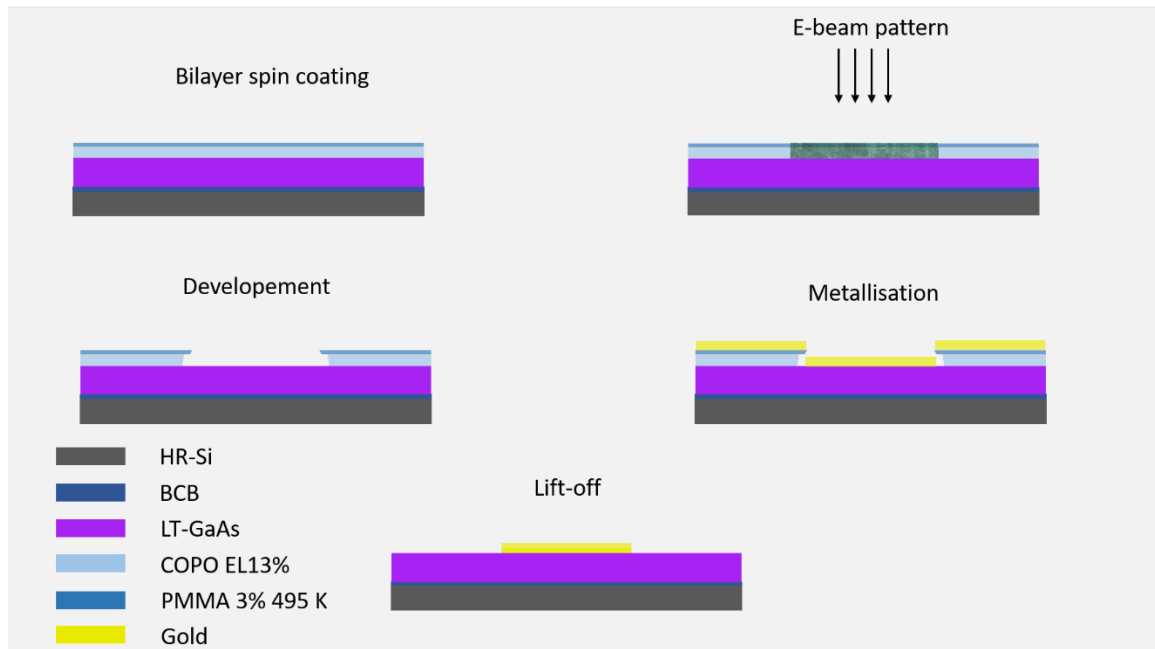 E-beam pattern
Bilayer spin coating
Developement
Metallisation
HR-Si
BCB
LT-GaAs
COPO EL13%
PMMA 3% 495 K
Gold
Lift-off